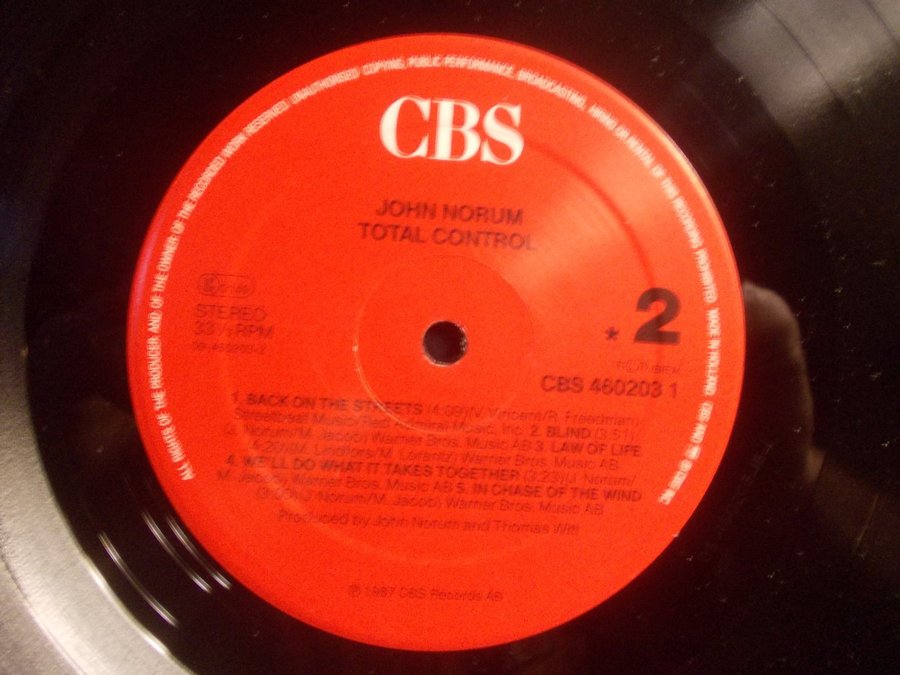 ALL RIGHTS OF THE PRODUCER AND OF THE OWNER OF THE RECORDED WORK RESERVED. UNAUTHORISED COPYING, PUBLIC PERFORMANCE, BROADCASTING, HIRING OR RENTAL OF THIS RECORDING PROHIBITED. MADE IN HOLLAND.
CBS
JOHN NORUM
TOTAL CONTROL
STEREO
33⅓ RPM
* 2
CBS 460203 1
1. BACK ON THE STREETS (4:09)(V. Vincent/R. Freedman)
Streetbeat Music/Red Admiral Music, Inc. 2. BLIND (3:51)
(J. Norum/M. Jacob) Warner Bros. Music AB 3. LAW OF LIFE
Warner Bros. Music AB
4. WE'LL DO WHAT IT TAKES TOGETHER (3:23)(J. Norum/
M. Jacob) Warner Bros. Music AB 5. IN CHASE OF THE WIND
(J. Norum/M. Jacob) Warner Bros. Music AB
Produced by John Norum and Thomas Witt
℗ 1987 CBS Records AB